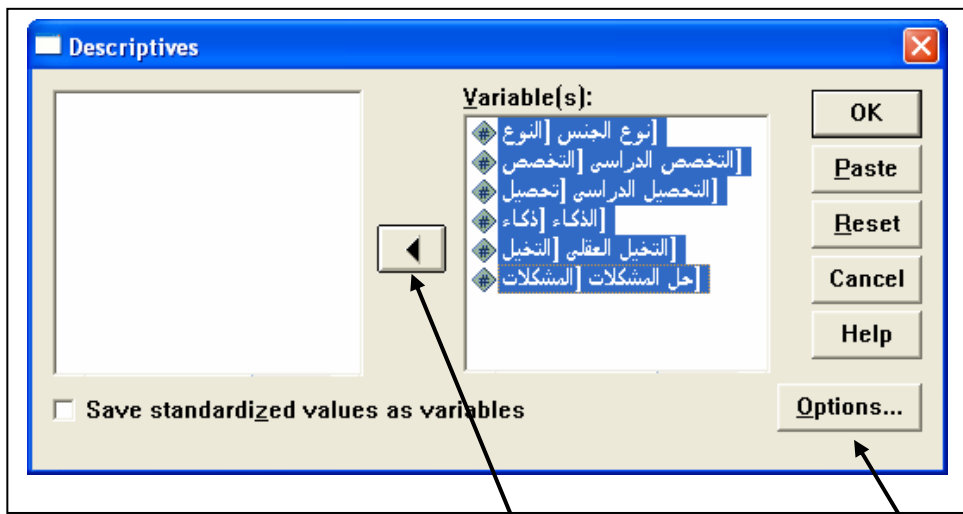 Descriptives
Variable(s):
نوع الجنس [النوع]
التخصص الدراسى [التخصص]
التحصيل الدراسى [تحصيل]
الذكاء [ذكاء]
التخيل العقلى [التخيل]
حل المشكلات [المشكلات]
OK
Paste
Reset
Cancel
Help
Save standardized values as variables
Options...